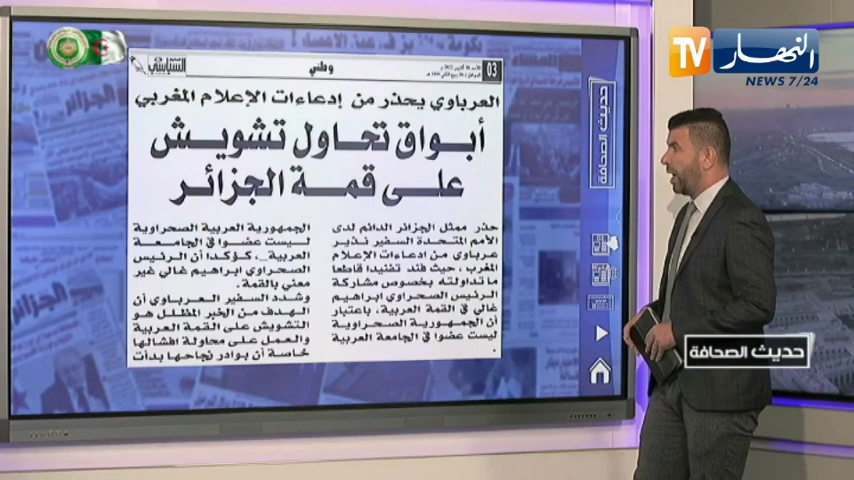 النهار TV
NEWS 7/24
حديث الصحافة
03
وطني
السياسي
العرباوي يحذر من إدعاءات الإعلام المغربي
أبواق تحاول تشويش
على قمة الجزائر
حذر ممثل الجزائر الدائم لدى
الأمم المتحدة السفير نذير
عرباوي من إدعاءات الإعلام
المغرب، حيث فند تفنيدا قاطعا
ما تداولته بخصوص مشاركة
الرئيس الصحراوي ابراهيم
غالي في القمة العربية، باعتبار
أن الجمهورية الصحراوية
ليست عضوا في الجامعة العربية
الجمهورية العربية الصحراوية
ليست عضوا في الجامعة
العربية_، كؤكدا أن الرئيس
الصحراوي ابراهيم غالي غير
معني بالقمة.
وشدد السفير العرباوي أن
الهدف من الخبر المظلل هو
التشويش على القمة العربية
والعمل على محاولة افشالها
خاصة أن بوادر نجاحها بدأت
حديث الصحافة